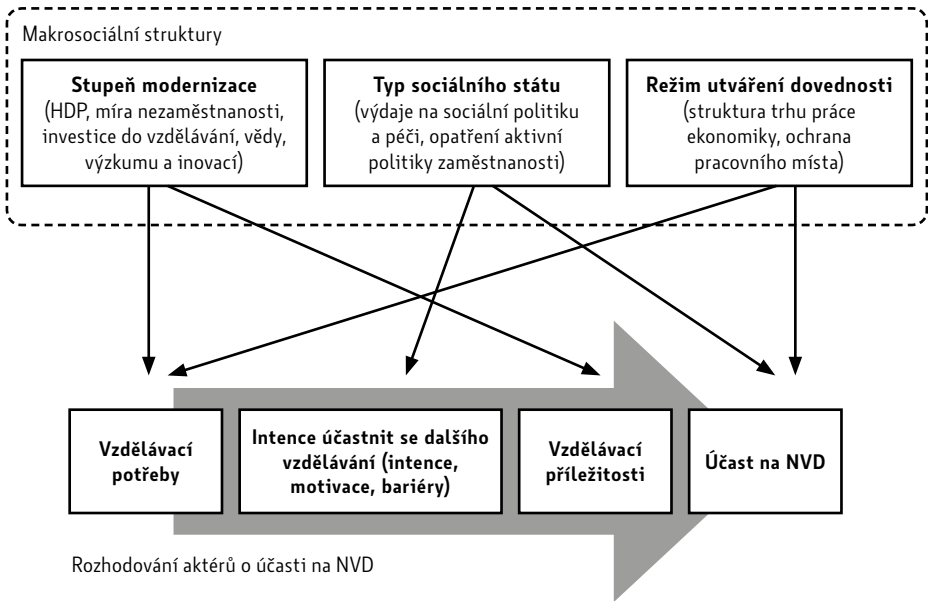 Makrosociální struktury
Stupeň modernizace
(HDP, míra nezaměstnanosti,
investice do vzdělávání, vědy,
výzkumu a inovací)
Typ sociálního státu
(výdaje na sociální politiku
a péči, opatření aktivní
politiky zaměstnanosti)
Režim utváření dovednosti
(struktura trhu práce
ekonomiky, ochrana
pracovního místa)
Vzdělávací
potřeby
Intence účastnit se dalšího
vzdělávání (intence,
motivace, bariéry)
Vzdělávací
příležitosti
Účast na NVD
Rozhodování aktérů o účasti na NVD